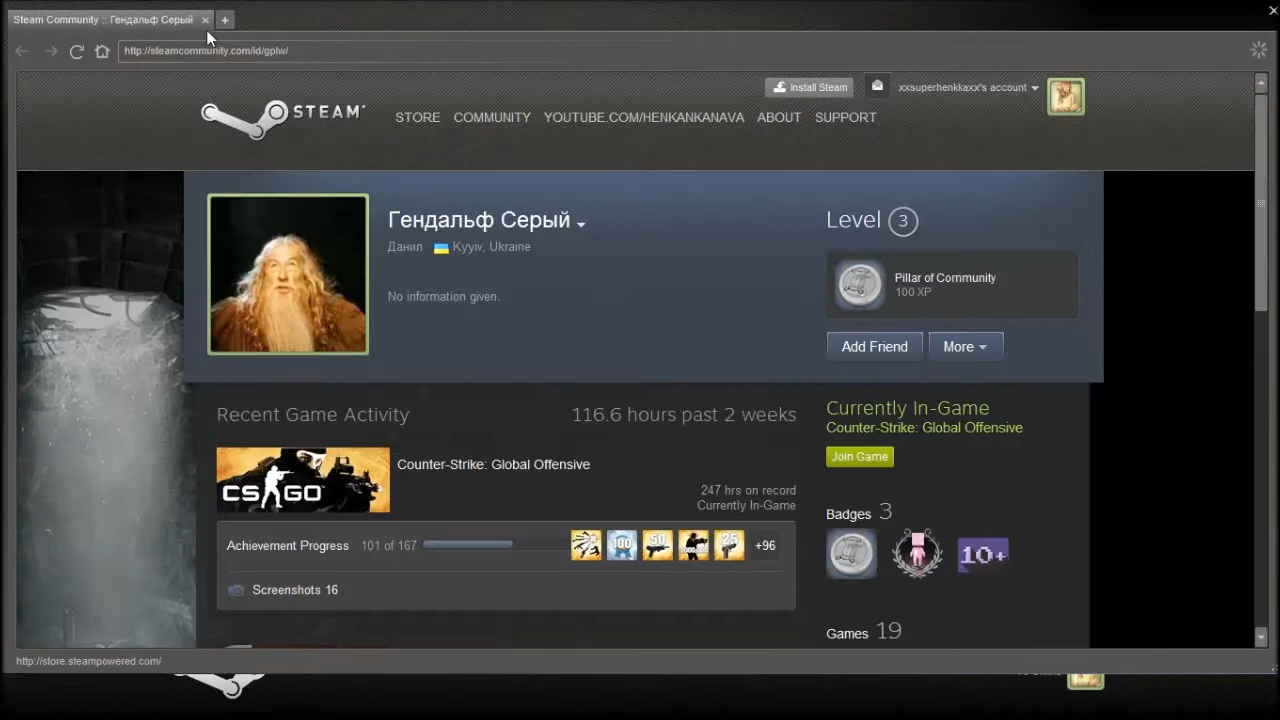 Steam Community :: Гендальф Серый
http://steamcommunity.com/id/gplw/
Install Steam
xxsuperhenkkaxx's account
STEAM
STORE COMMUNITY YOUTUBE.COM/HENKANKANAVA ABOUT SUPPORT
Гендальф Серый
Данил Kyyiv, Ukraine
No information given.
Level 3
Pillar of Community
100 XP
Add Friend More
Recent Game Activity 116.6 hours past 2 weeks
CS GO
Counter-Strike: Global Offensive
247 hrs on record
Currently In-Game
Achievement Progress 101 of 167
100 50 25 +96
Screenshots 16
Currently In-Game
Counter-Strike: Global Offensive
Join Game
Badges 3
10+
Games 19
http://store.steampowered.com/